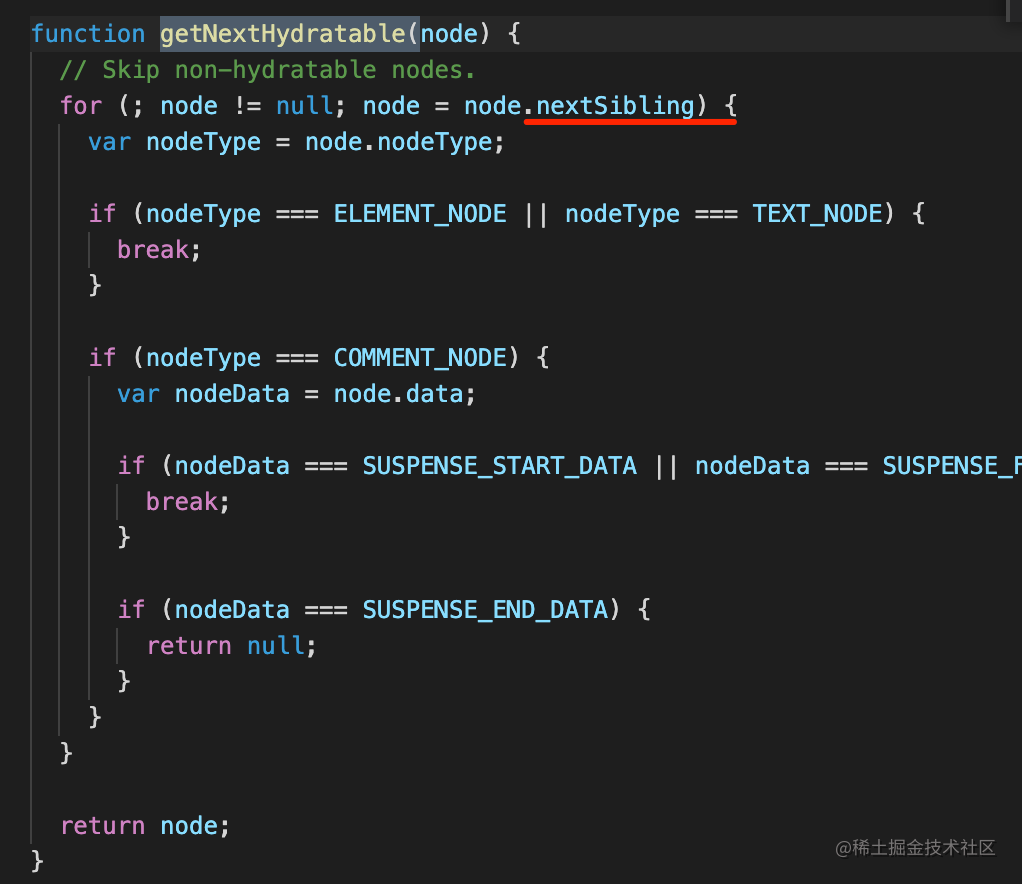 function getNextHydratable(node) {
// Skip non-hydratable nodes.
for (; node != null; node = node.nextSibling) {
var nodeType = node.nodeType;
if (nodeType === ELEMENT_NODE || nodeType === TEXT_NODE) {
break;
}
if (nodeType === COMMENT_NODE) {
var nodeData = node.data;
if (nodeData === SUSPENSE_START_DATA || nodeData === SUSPENSE_F
break;
}
if (nodeData === SUSPENSE_END_DATA) {
return null;
}
}
}
return node;
}
@稀土掘金技术社区